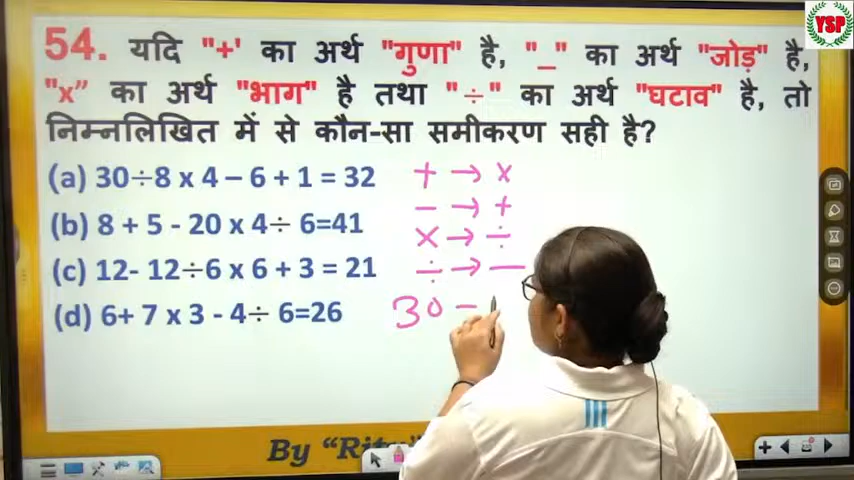 YSP
54. यदि "+' का अर्थ "गुणा" है, "_" का अर्थ "जोड़" है,
"x” का अर्थ "भाग" है तथा "÷" का अर्थ "घटाव" है, तो
निम्नलिखित में से कौन-सा समीकरण सही है?
(a) 30÷8 x 4 – 6 + 1 = 32
(b) 8 + 5 - 20 x 4÷ 6=41
(c) 12- 12÷6 x 6 + 3 = 21
(d) 6+ 7 x 3 - 4÷ 6=26
+ → ×
- → +
× → ÷
÷ → -
30 -
By “